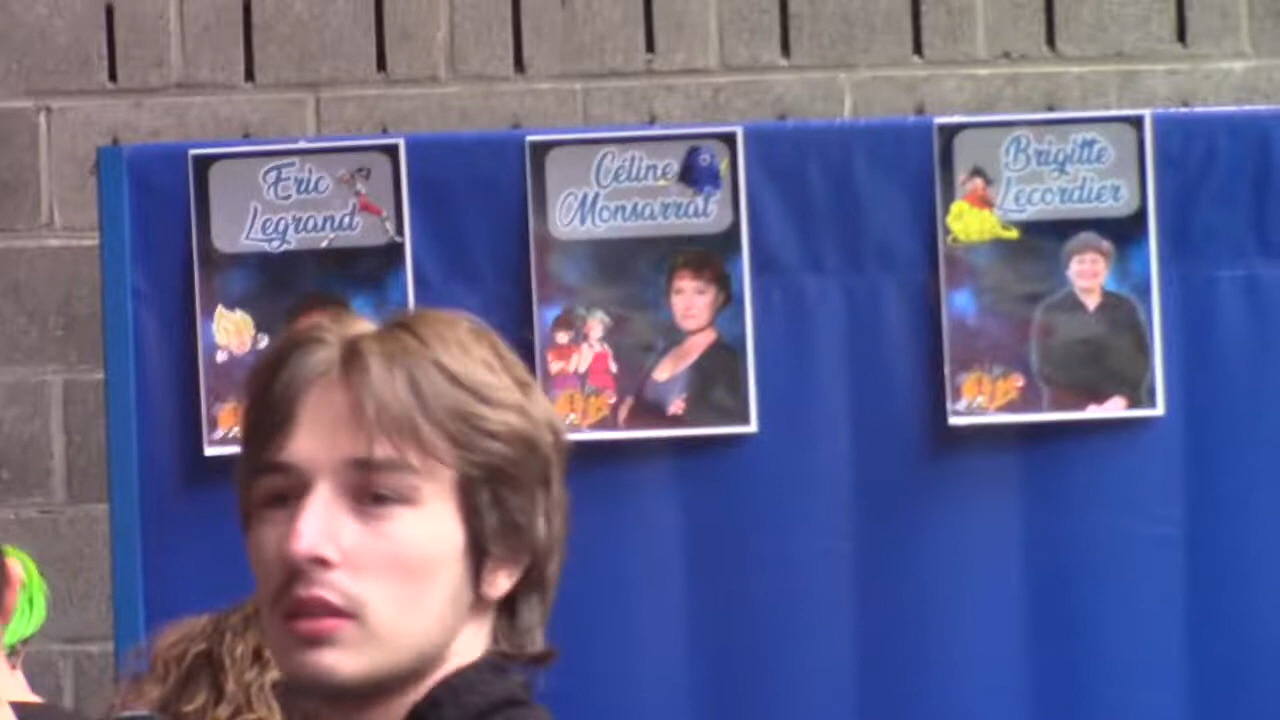 Eric
Legrand
Céline
Monsarrat
Brigitte
Lecordier